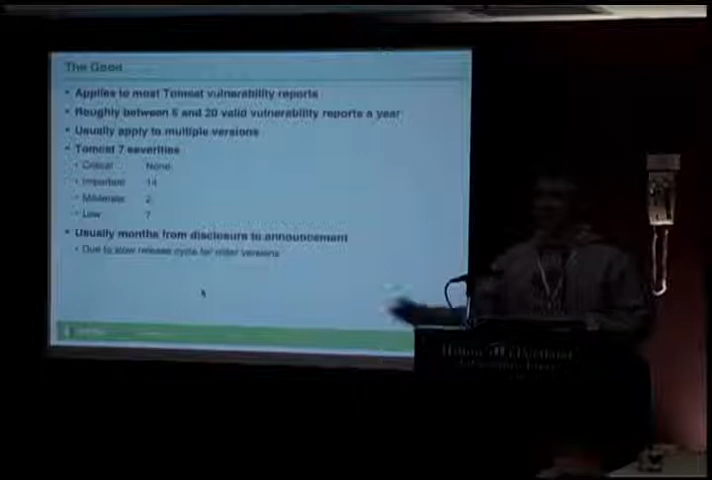 The Good
• Applies to most Tomcat vulnerability reports
• Roughly between 6 and 20 valid vulnerability reports a year
• Usually apply to multiple versions
• Tomcat 7 severities
• Critical None
• Important 14
• Moderate 2
• Low 7
• Usually months from disclosure to announcement
• Due to slow release cycle for older versions